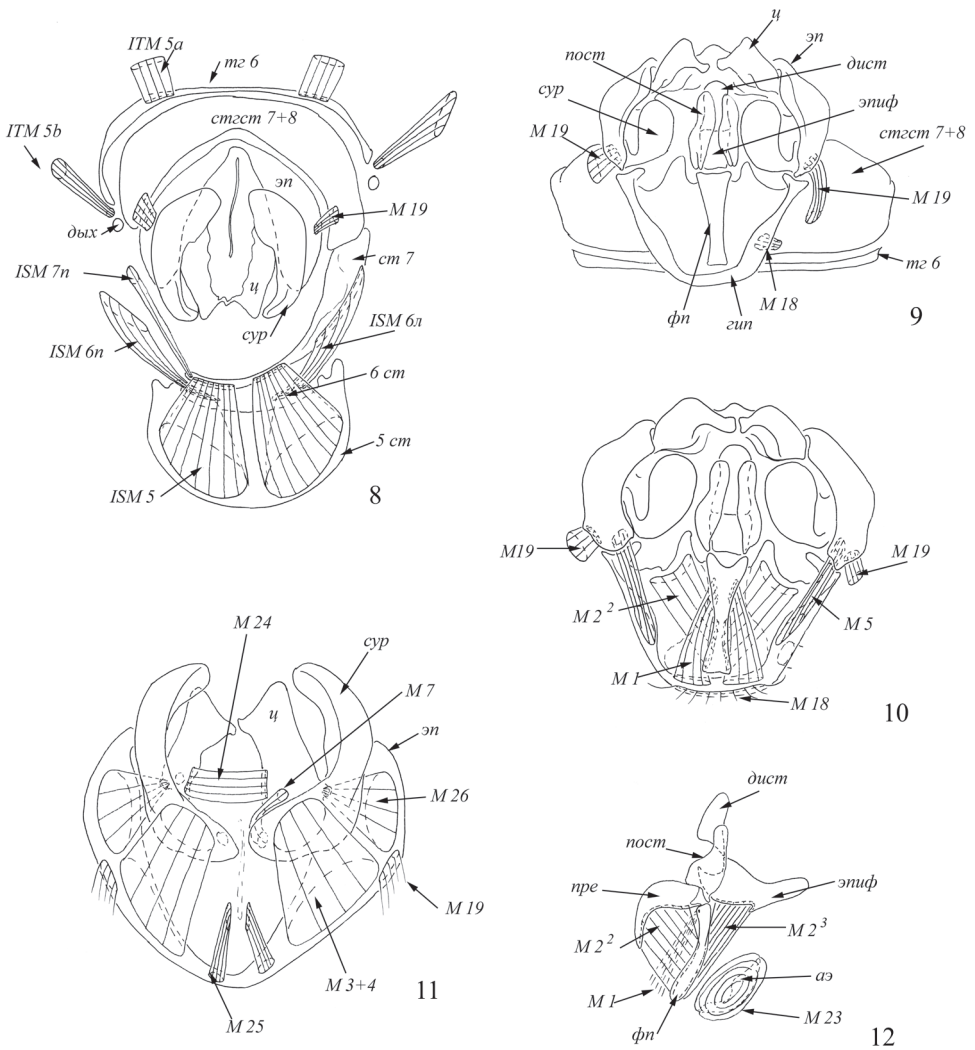 ITM 5a
тг 6
стгст 7+8
ITM 5b
эп
M 19
дых
ст 7
ISM 7п
ц
сур
ISM 6л
ISM 6п
6 ст
5 ст
ISM 5
8
ц
эп
пост
дист
сур
эпиф
M 19
стгст 7+8
M 19
тг 6
фп
гип
M 18
9
M19
M 19
M 2²
M 5
M 1
M 18
10
M 24
сур
M 7
ц
эп
M 26
M 19
M 3+4
M 25
11
дист
пост
пре
эпиф
M 2²
M 2³
аэ
M 1
фп
M 23
12